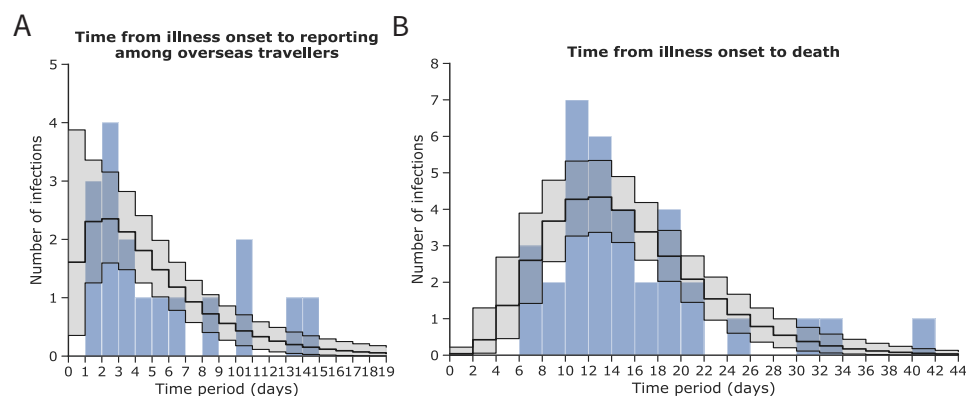 A
Time from illness onset to reporting
among overseas travellers
5
4
3
2
1
0
Number of infections
0 1 2 3 4 5 6 7 8 9 10 11 12 13 14 15 16 17 18 19
Time period (days)
B
Time from illness onset to death
8
7
6
5
4
3
2
1
0
Number of infections
0 2 4 6 8 10 12 14 16 18 20 22 24 26 28 30 32 34 36 38 40 42 44
Time period (days)